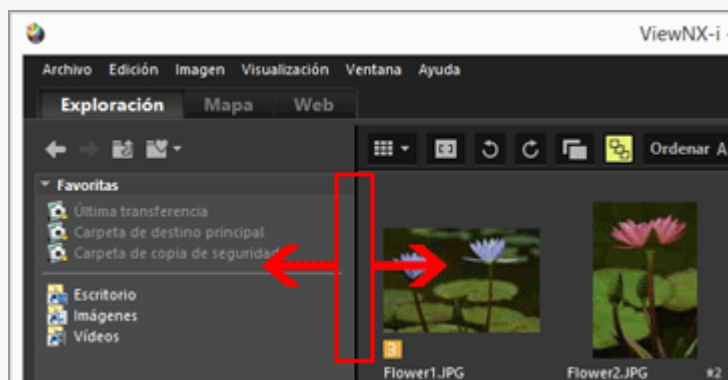 ViewNX-i
Archivo Edición Imagen Visualización Ventana Ayuda
Exploración Mapa Web
Ordenar A
Favoritas
Última transferencia
Carpeta de destino principal
Carpeta de copia de seguridad
Escritorio
Imágenes
Vídeos
3
Flower1.JPG Flower2.JPG ★2